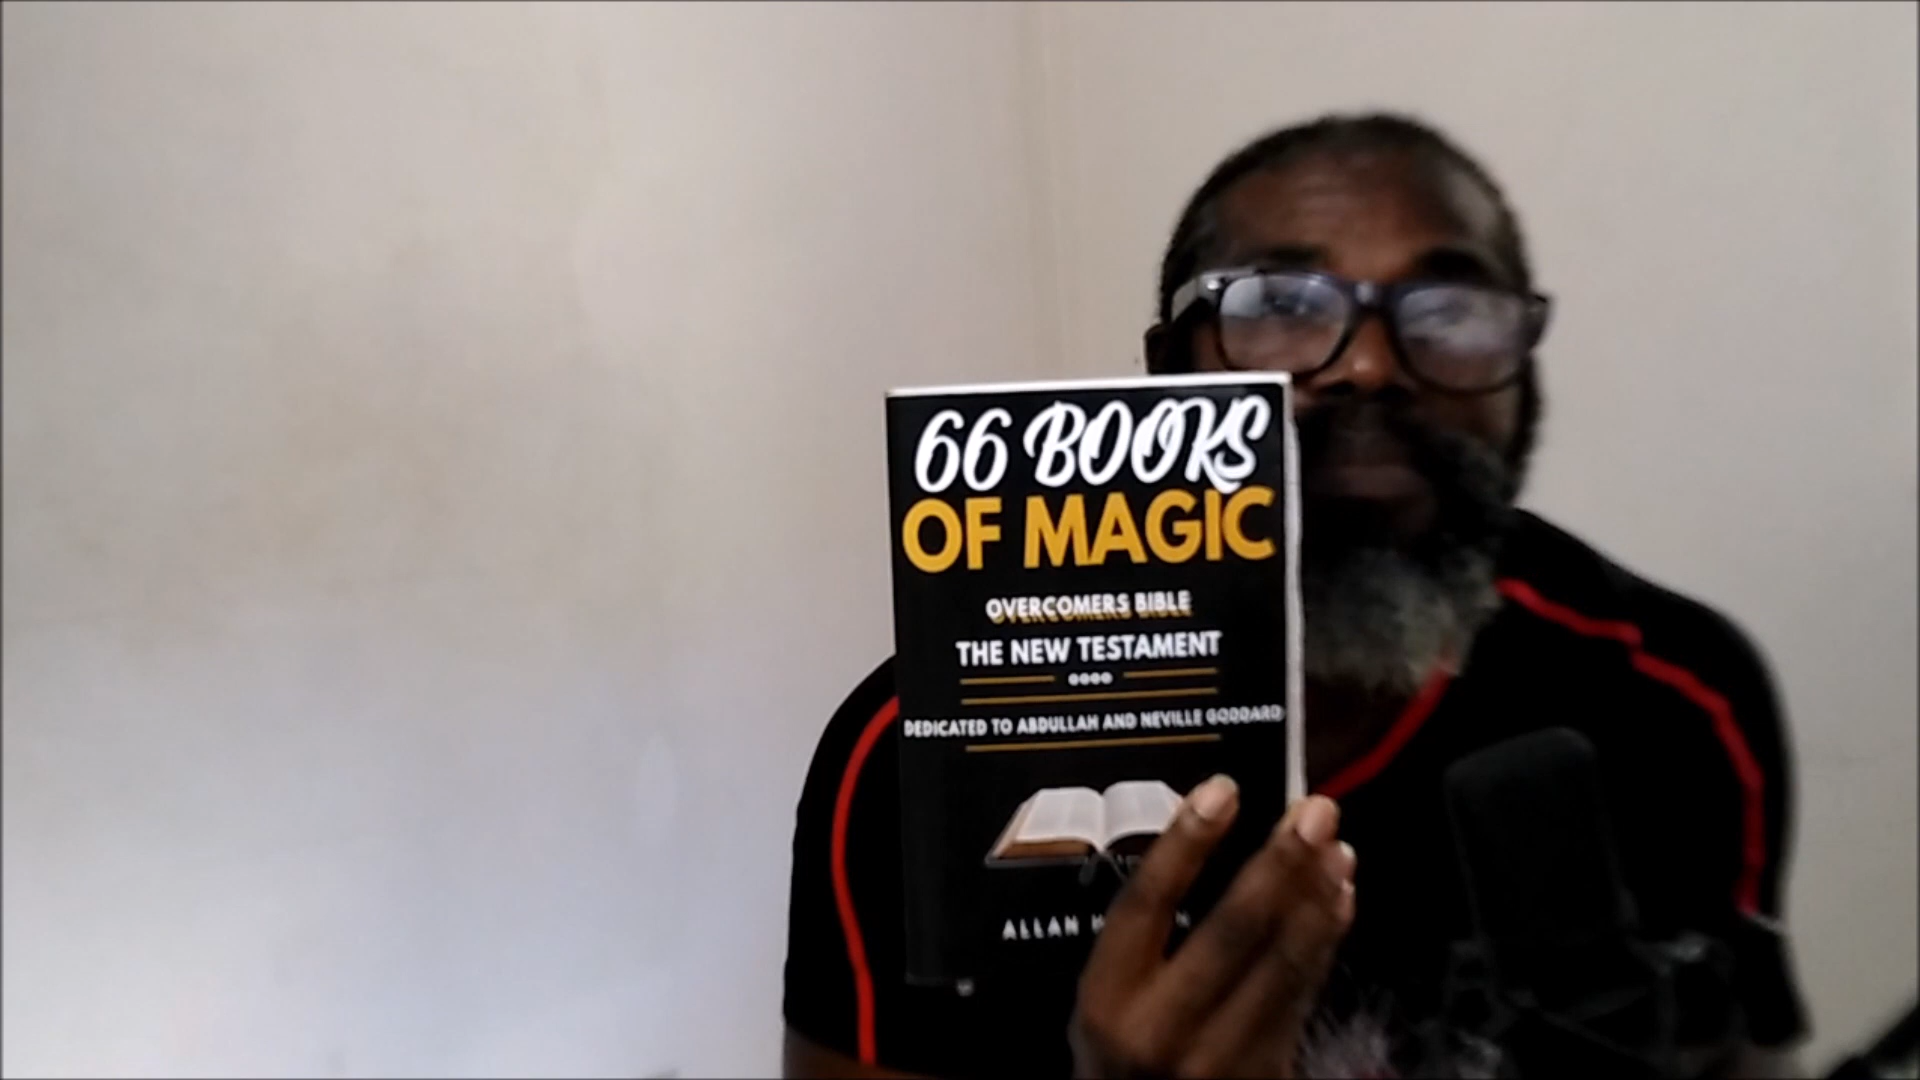 66 BOOKS
OF MAGIC
OVERCOMERS BIBLE
THE NEW TESTAMENT
DEDICATED TO ABDULLAH AND NEVILLE GODDARD
ALLAN